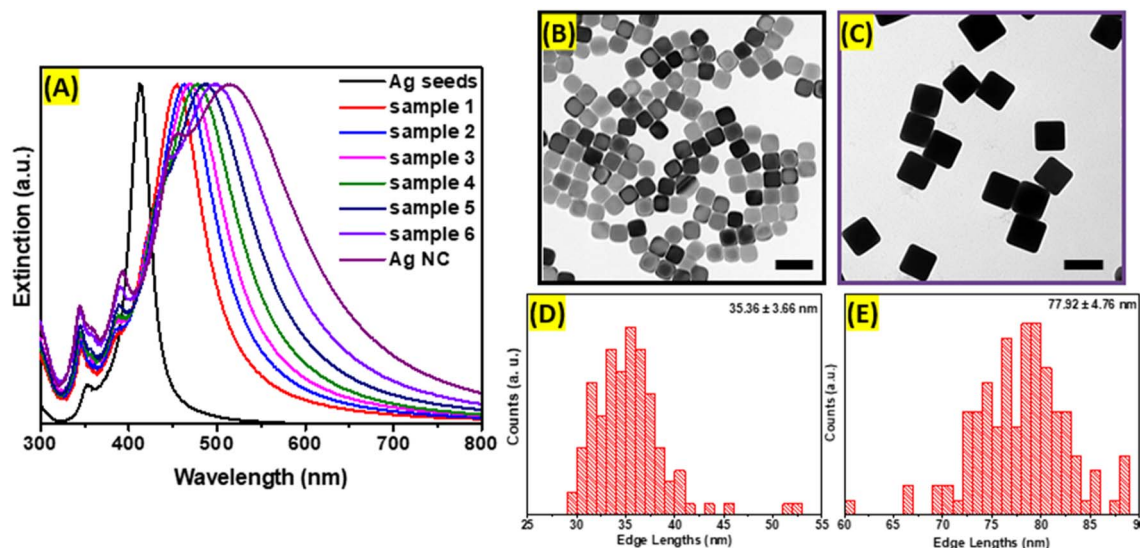 (A)
Ag seeds
sample 1
sample 2
sample 3
sample 4
sample 5
sample 6
Ag NC
Extinction (a.u.)
300 400 500 600 700 800
Wavelength (nm)
(B)
(C)
(D)
35.36 ± 3.66 nm
Counts (a. u.)
25 30 35 40 45 50 55
Edge Lengths (nm)
(E)
77.92 ± 4.76 nm
Counts (a.u.)
60 70 75 80 85 90
Edge Lengths (nm)